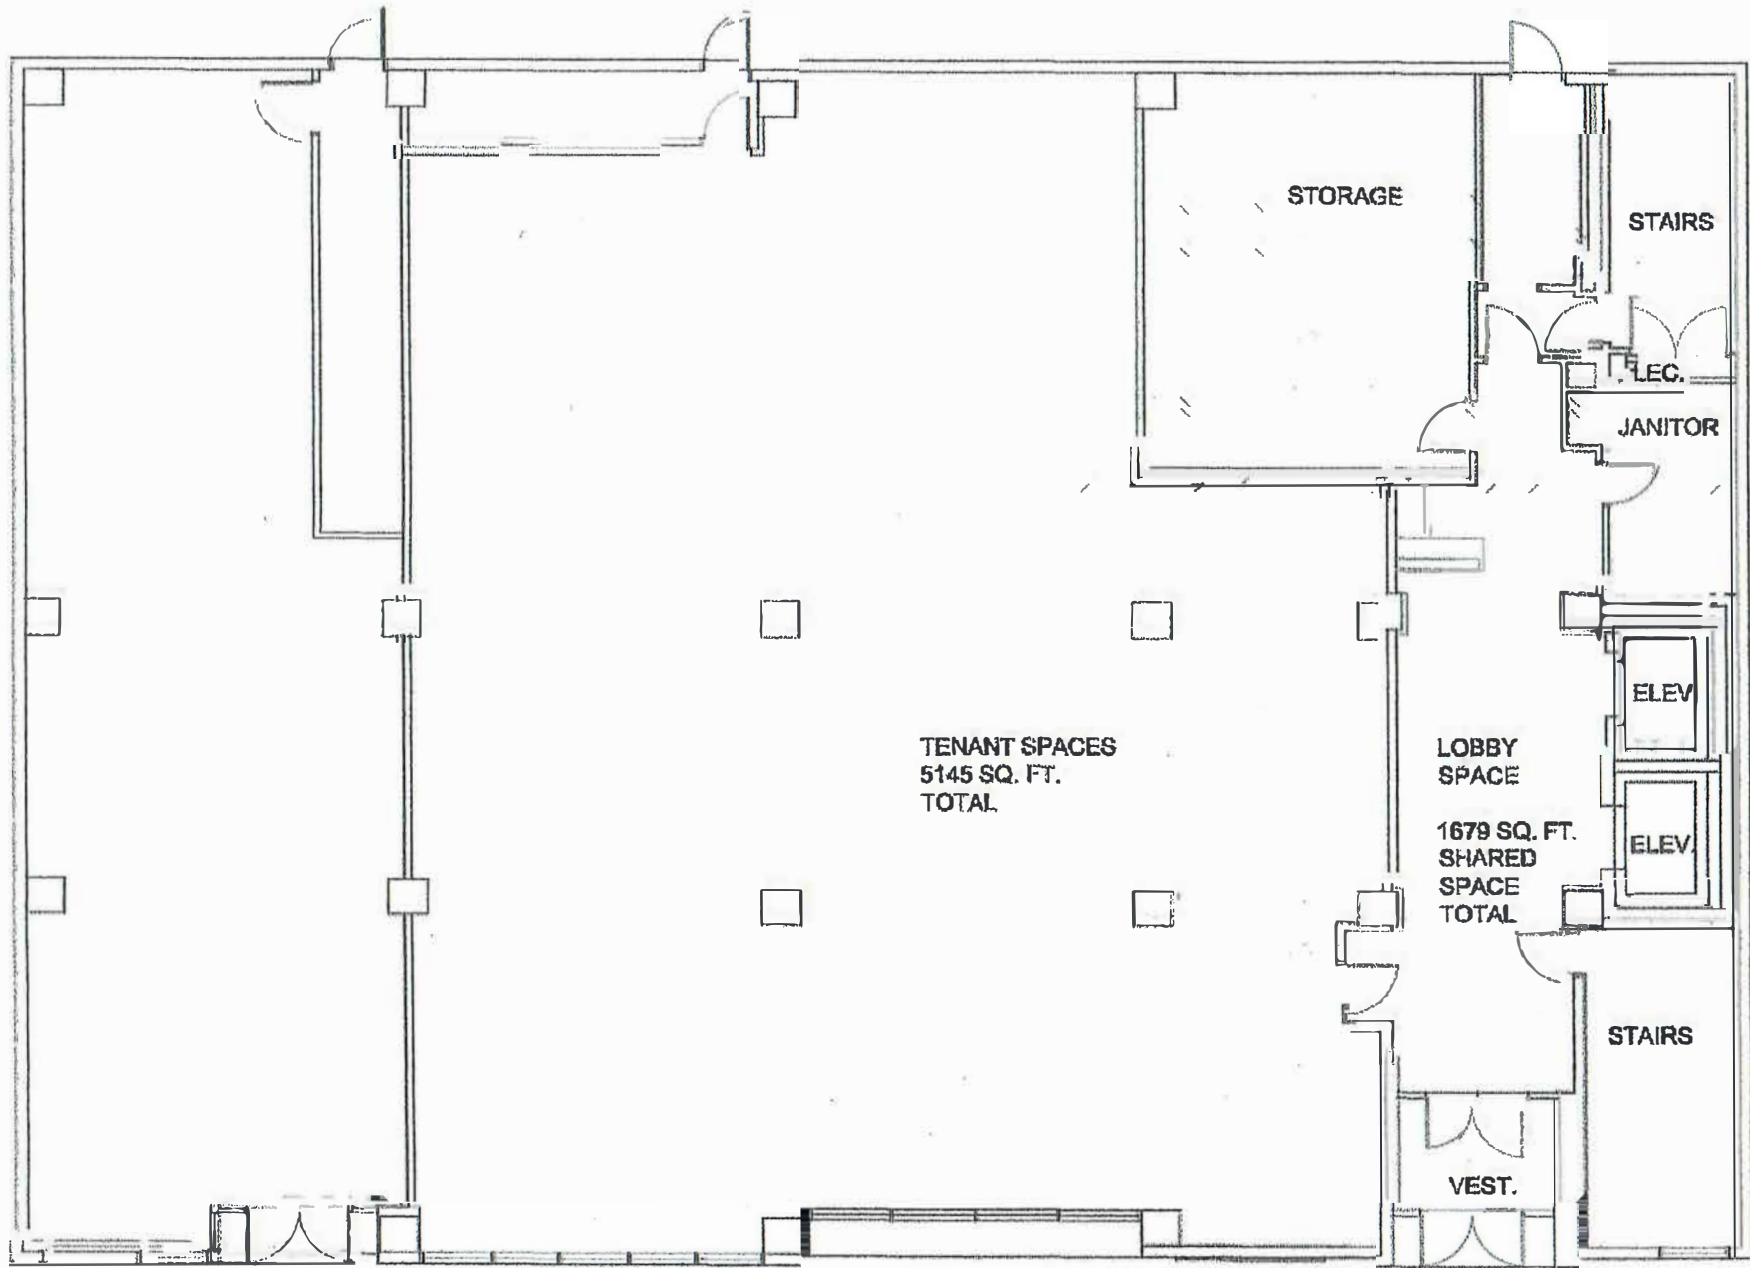 STORAGE
STAIRS
LEC.
JANITOR
ELEV
TENANT SPACES
5145 SQ. FT.
TOTAL
LOBBY
SPACE
1679 SQ. FT.
SHARED
SPACE
TOTAL
ELEV.
STAIRS
VEST.